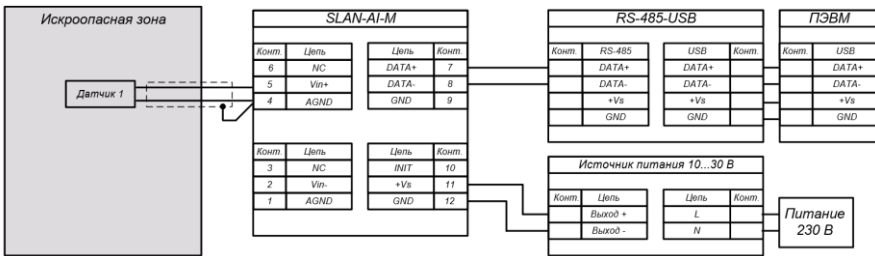 Искроопасная зона
Датчик 1
SLAN-AI-M
Конт. Цепь Цепь Конт.
6 NC DATA+ 7
5 Vin+ DATA- 8
4 AGND GND 9
Конт. Цепь Цепь Конт.
3 NC INIT 10
2 Vin- +Vs 11
1 AGND GND 12
RS-485-USB
Конт. RS-485 USB Конт.
DATA+ DATA+
DATA- DATA-
+Vs +Vs
GND GND
ПЭВМ
Конт. USB
DATA+
DATA-
+Vs
GND
Источник питания 10...30 В
Конт. Цепь Цепь Конт.
Выход + L
Выход - N
Питание
230 В